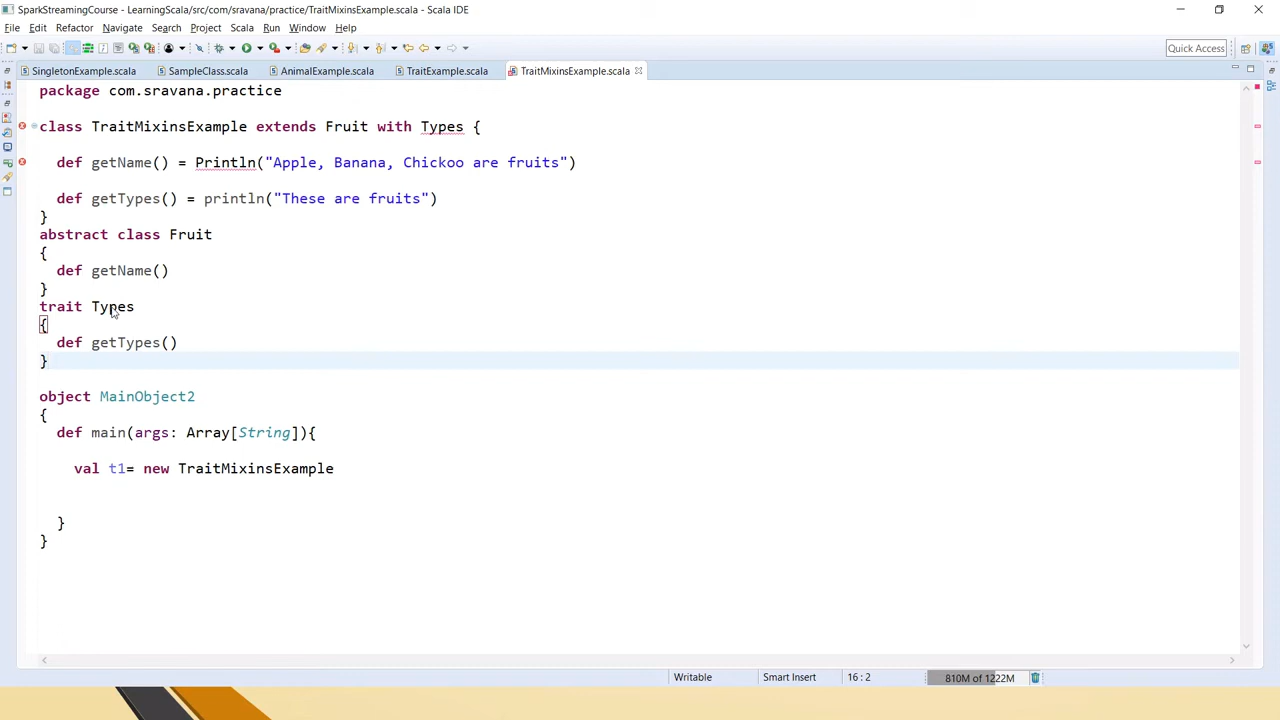 SparkStreamingCourse - LearningScala/src/com/sravana/practice/TraitMixinsExample.scala - Scala IDE
File Edit Refactor Navigate Search Project Scala Run Window Help
Quick Access
SingletonExample.scala SampleClass.scala AnimalExample.scala TraitExample.scala TraitMixinsExample.scala
package com.sravana.practice
class TraitMixinsExample extends Fruit with Types {
def getName() = Println("Apple, Banana, Chickoo are fruits")
def getTypes() = println("These are fruits")
}
abstract class Fruit
{
def getName()
}
trait Types
{
def getTypes()
}
object MainObject2
{
def main(args: Array[String]){
val t1= new TraitMixinsExample
}
}
Writable Smart Insert 16 : 2 810M of 1222M